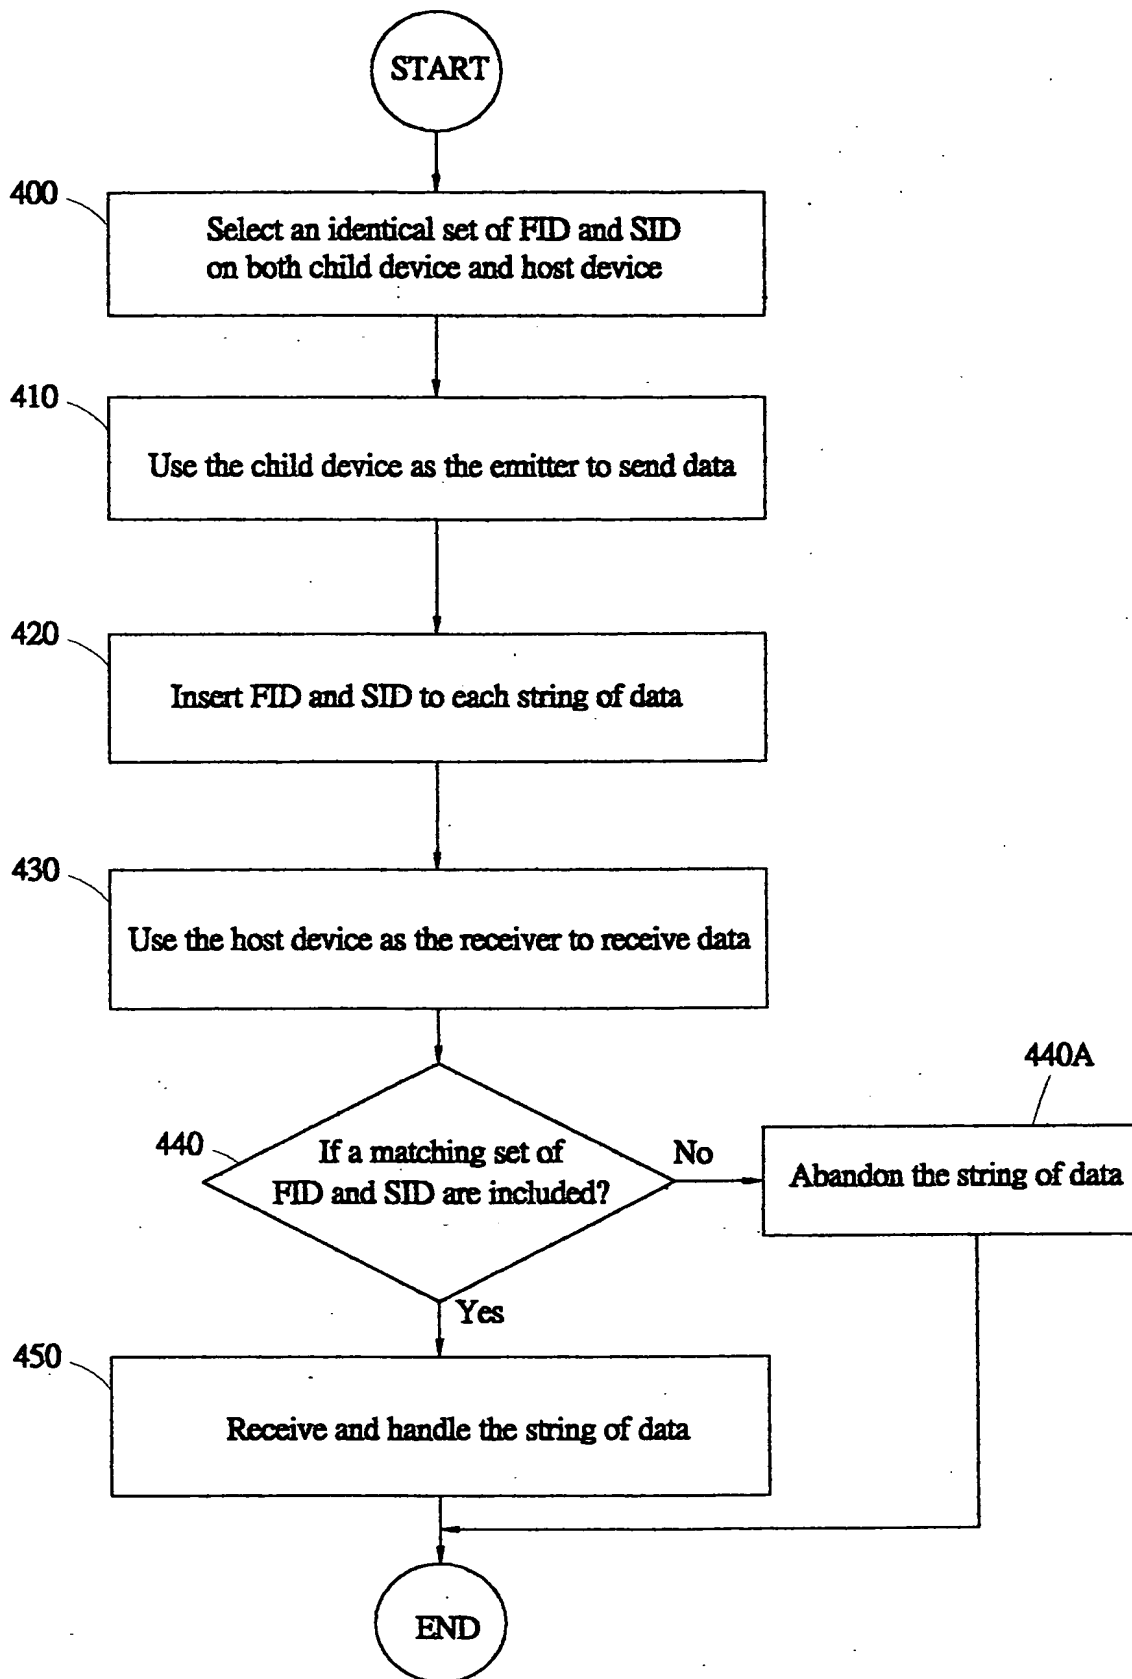 START
400
Select an identical set of FID and SID
on both child device and host device
410
Use the child device as the emitter to send data
420
Insert FID and SID to each string of data
430
Use the host device as the receiver to receive data
440A
440
If a matching set of
FID and SID are included?
No
Abandon the string of data
Yes
450
Receive and handle the string of data
END